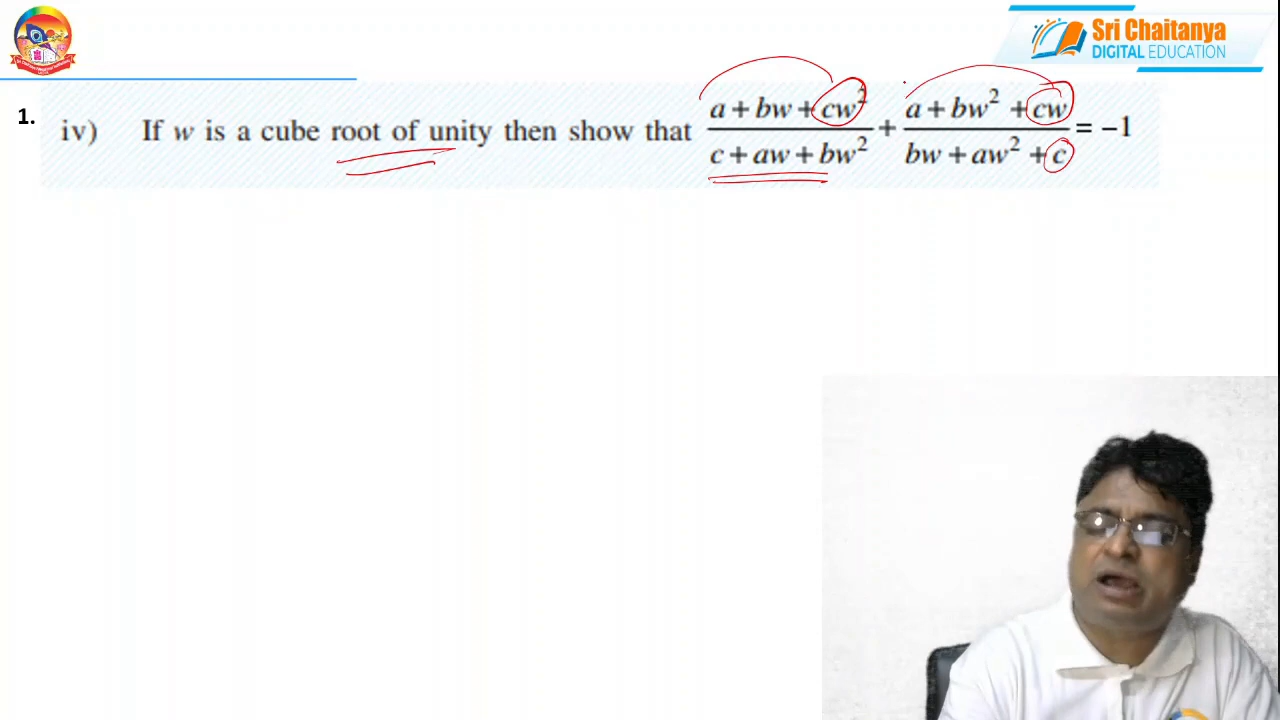 Sri Chaitanya
DIGITAL EDUCATION
1.
iv) If w is a cube root of unity then show that (a + bw + cw²)/(c + aw + bw²) + (a + bw² + cw)/(bw + aw² + c) = −1